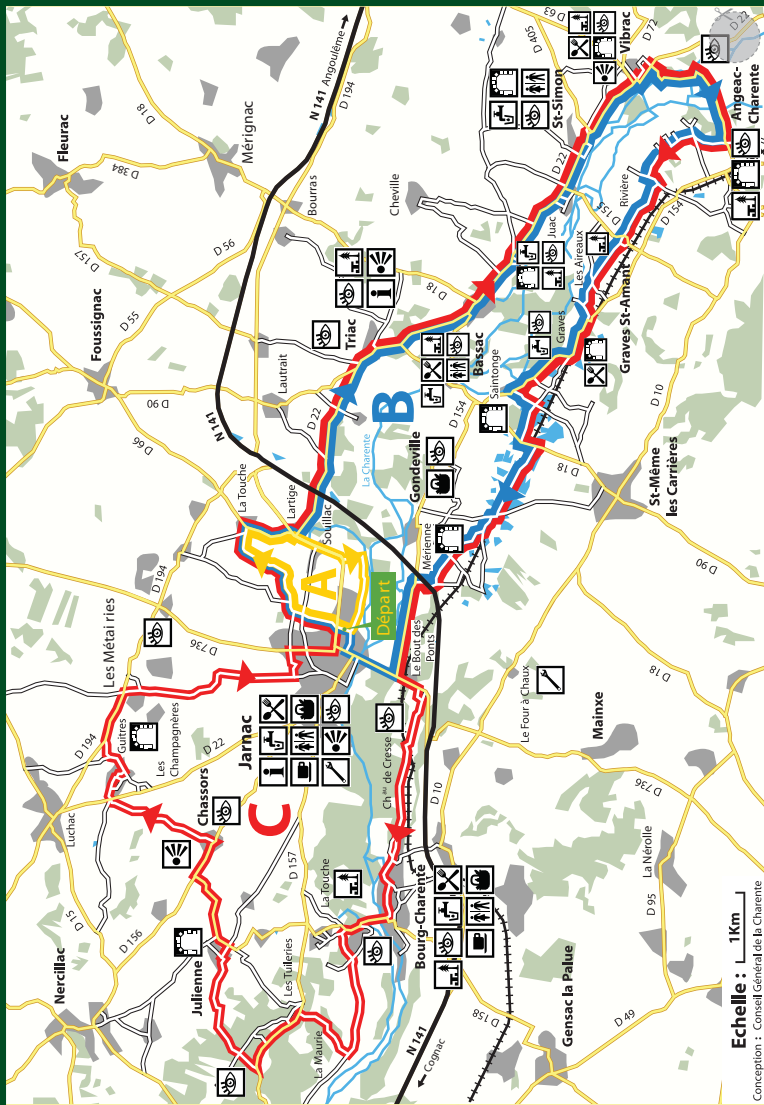 Nercillac
D 15
Luchac
D 194
Guitres
Les Métairies
D 194
La Touche
D 66
Foussignac
D 55
D 90
D 157
D 56
Fleurac
D 384
D 18
Mérignac
D 156
Julienne
Chassors
Les
Champagnères
D 22
D 736
N 141
Lautrait
Bourras
N 141 Angoulême
D 194
Les Tuileries
La Maurie
D 157
C
Jarnac
A
Lartige
Souillac
D 22
Triac
Cheville
D 18
La Touche
Départ
La Charente
B
Ch.au de Cresse
Le Bout des
Ponts
Bourg-Charente
N 141
Cognac
D 158
D 10
Mérienne
Gondeville
D 154
Bassac
Saintonge
Graves
Juac
Les Aireaux
D 22
St-Simon
D 405
D 63
D 72
Vibrac
D 155
Rivière
D 154
D 22
Angeac-
Charente
Graves St-Amant
D 18
St-Même
les Carrières
D 10
D 90
D 18
Le Four à Chaux
Mainxe
D 736
La Nérolle
D 95
Gensac la Palue
D 49
Echelle : 1Km
Conception : Conseil Général de la Charente